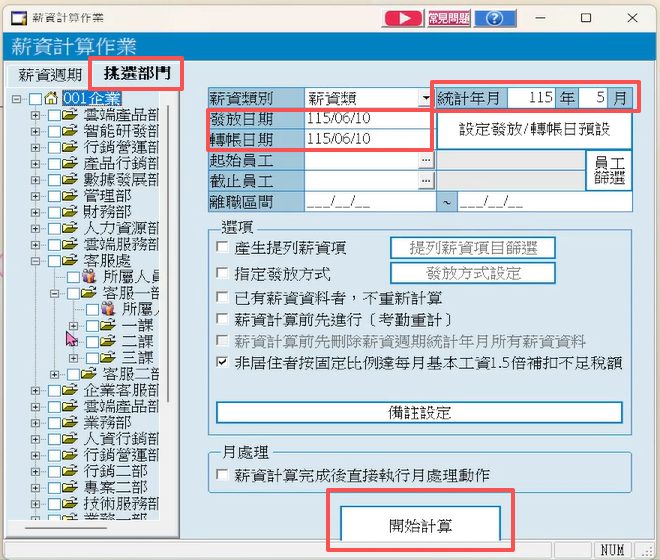 薪資計算作業
常見問題
薪資計算作業
薪資週期
挑選部門
001企業
雲端產品部
智能研發部
行銷營運部
產品行銷部
數據發展部
管理部
財務部
人力資源部
雲端服務部
客服處
所屬人員
客服一部
所屬人
一課
二課
三課
客服二部
企業客服部
雲端產品部
業務部
人資行銷部
行銷營運部
行銷二部
專案二部
技術服務部
業務一部
薪資類別 薪資類 統計年月 115 年 5 月
發放日期 115/06/10
轉帳日期 115/06/10
設定發放/轉帳日預設
起始員工 ...
截止員工 ...
員工篩選
離職區間 ___/__/__ ~ ___/__/__
選項
產生提列薪資項 提列薪資項目篩選
指定發放方式 發放方式設定
已有薪資資料者，不重新計算
薪資計算前先進行〔考勤重計〕
薪資計算前先刪除薪資週期統計年月所有薪資資料
非居住者按固定比例達每月基本工資1.5倍補扣不足稅額
備註設定
月處理
薪資計算完成後直接執行月處理動作
開始計算
NUM